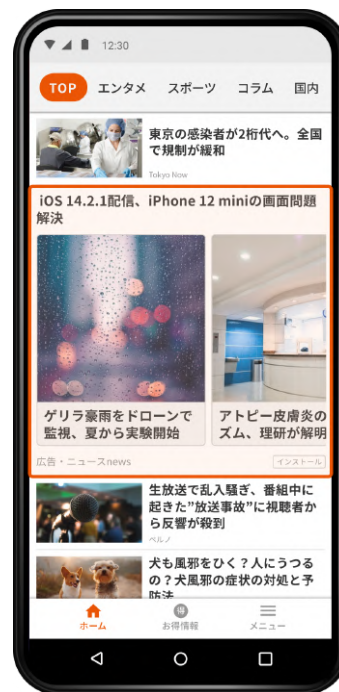 12:30
TOP エンタメ スポーツ コラム 国内
東京の感染者が2桁代へ。全国
で規制が緩和
Tokyo Now
iOS 14.2.1配信、iPhone 12 miniの画面問題
解決
ゲリラ豪雨をドローンで
監視、夏から実験開始
アトピー皮膚炎の
ズム、理研が解明
広告・ニュースnews
インストール
生放送で乱入騒ぎ、番組中に
起きた”放送事故”に視聴者か
ら反響が殺到
ペルノ
犬も風邪をひく？人にうつる
の？犬風邪の症状の対処と予
防法
得
ホーム お得情報 メニュー